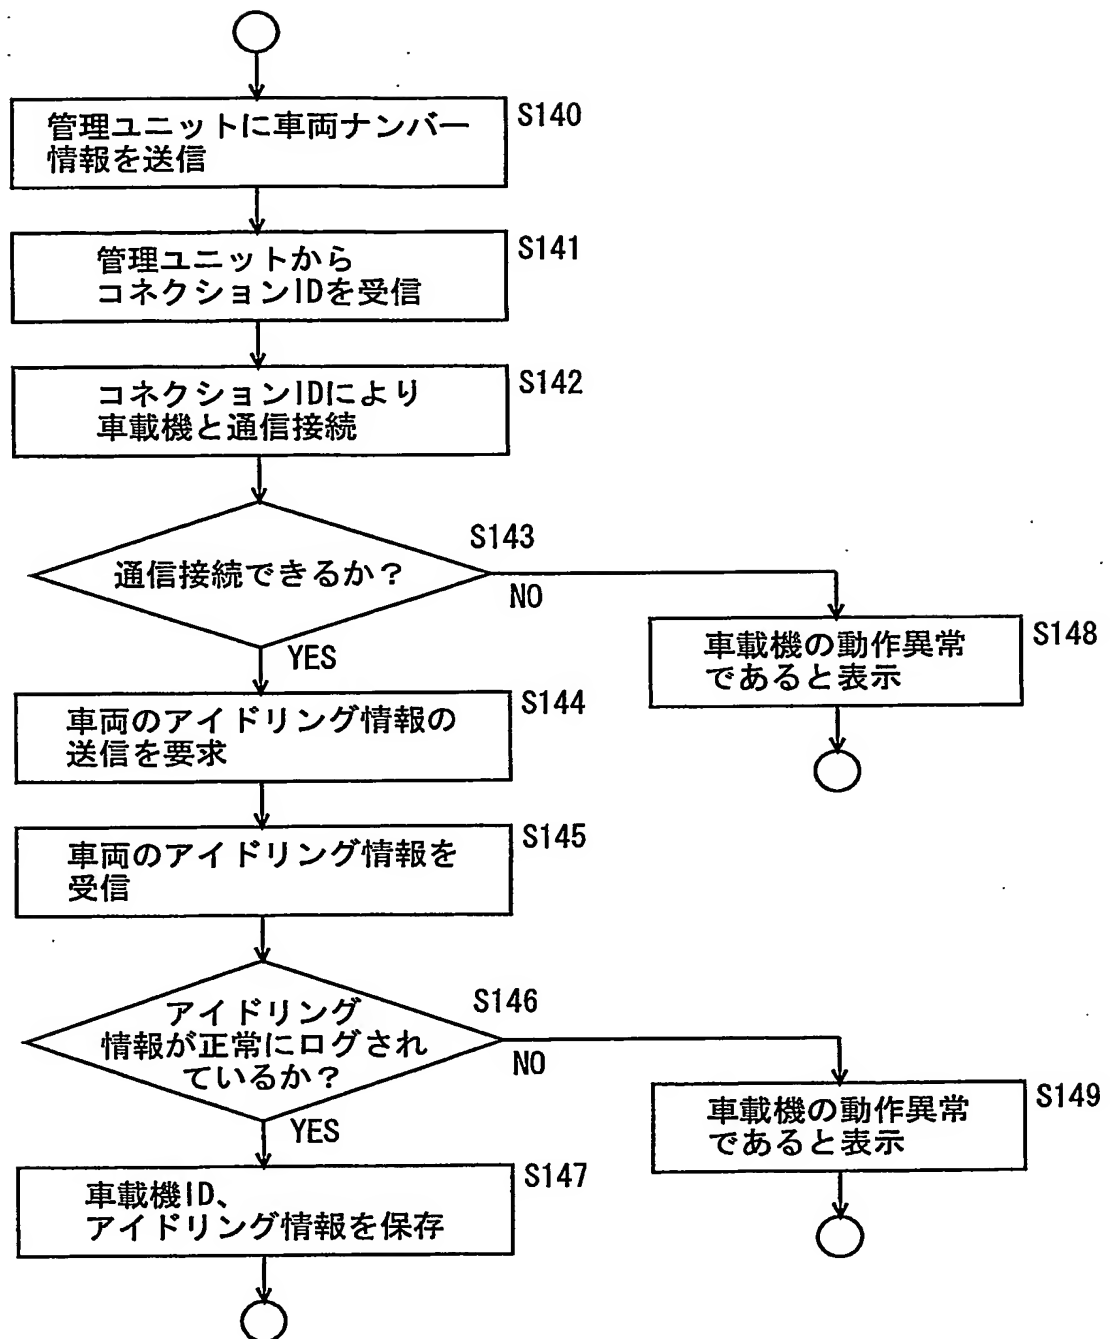 管理ユニットに車両ナンバー
情報を送信
S140
管理ユニットから
コネクションIDを受信
S141
コネクションIDにより
車載機と通信接続
S142
通信接続できるか？
S143
NO
YES
車載機の動作異常
であると表示
S148
車両のアイドリング情報の
送信を要求
S144
車両のアイドリング情報を
受信
S145
アイドリング
情報が正常にログされ
ているか？
S146
NO
YES
車載機の動作異常
であると表示
S149
車載機ID、
アイドリング情報を保存
S147